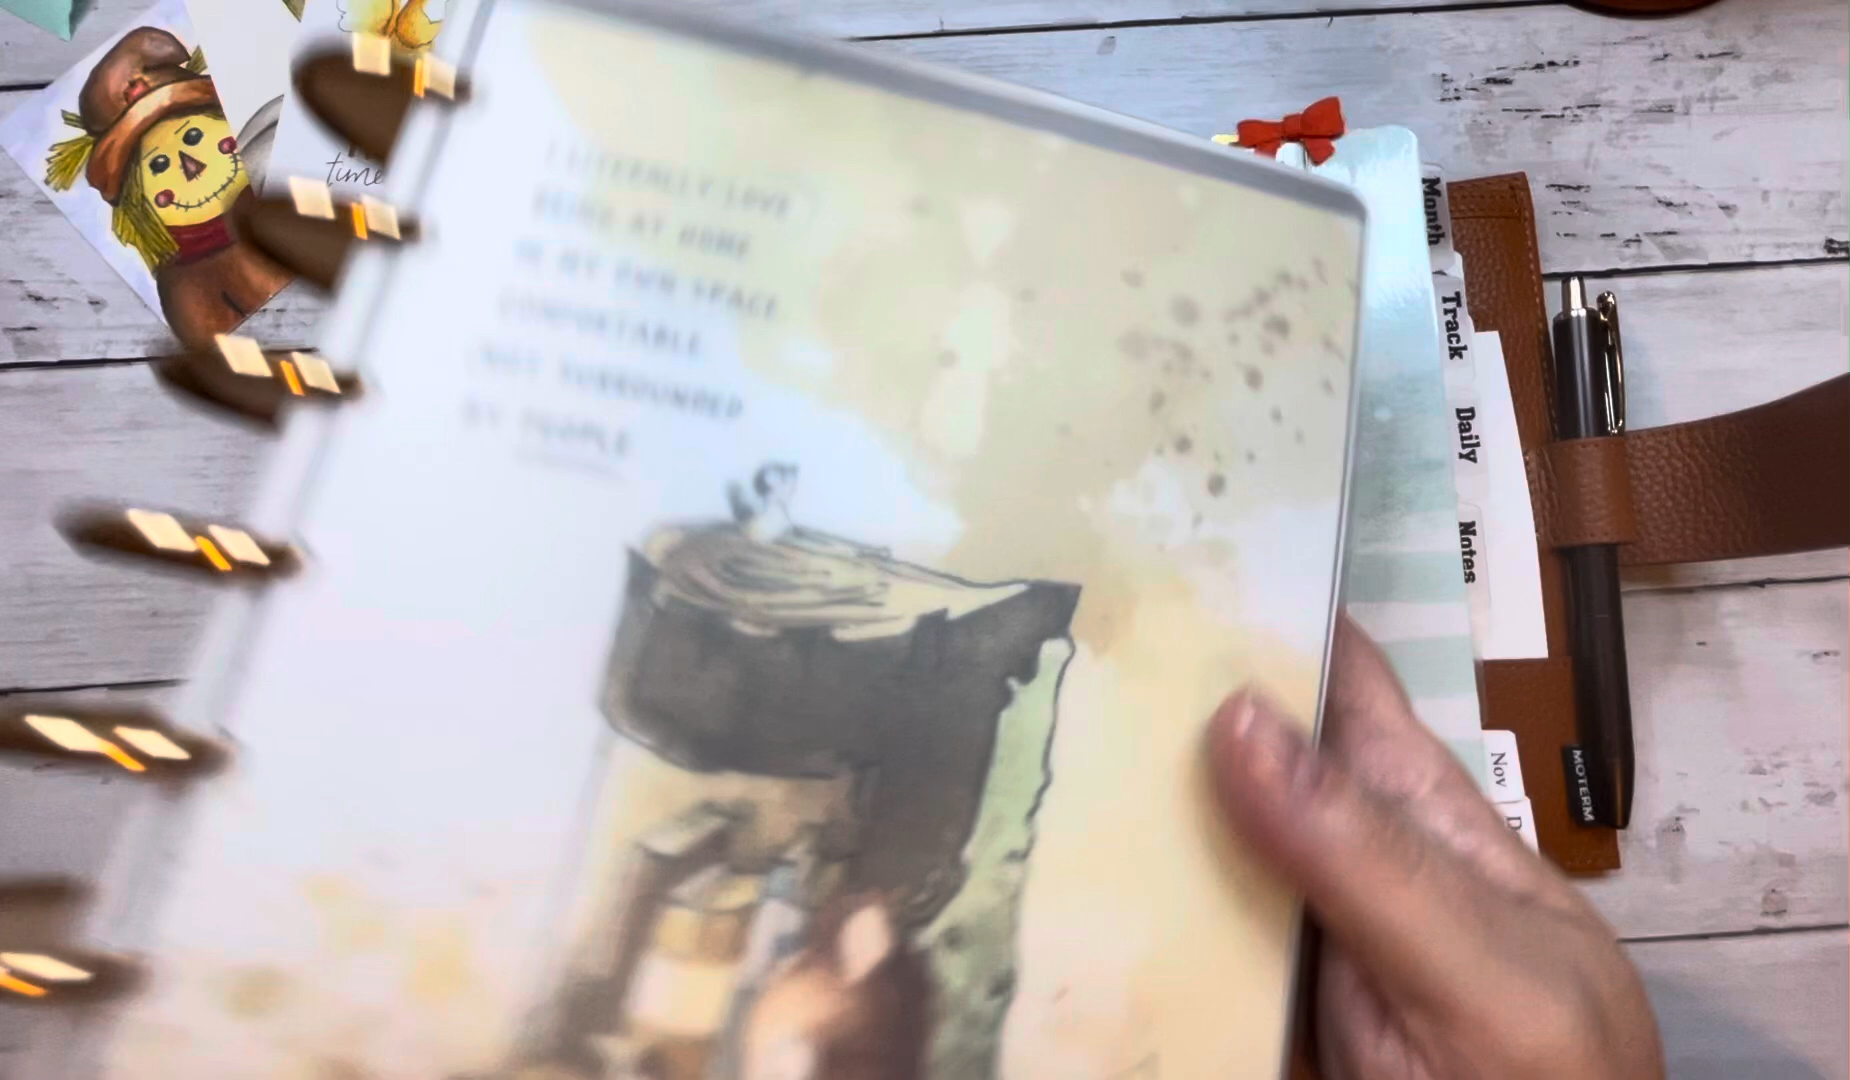 time
I LITERALLY LOVE
BEING AT HOME
IN MY OWN SPACE
COMFORTABLE
NOT SURROUNDED
BY PEOPLE
Month
Track
Daily
Notes
Nov
MOTERM